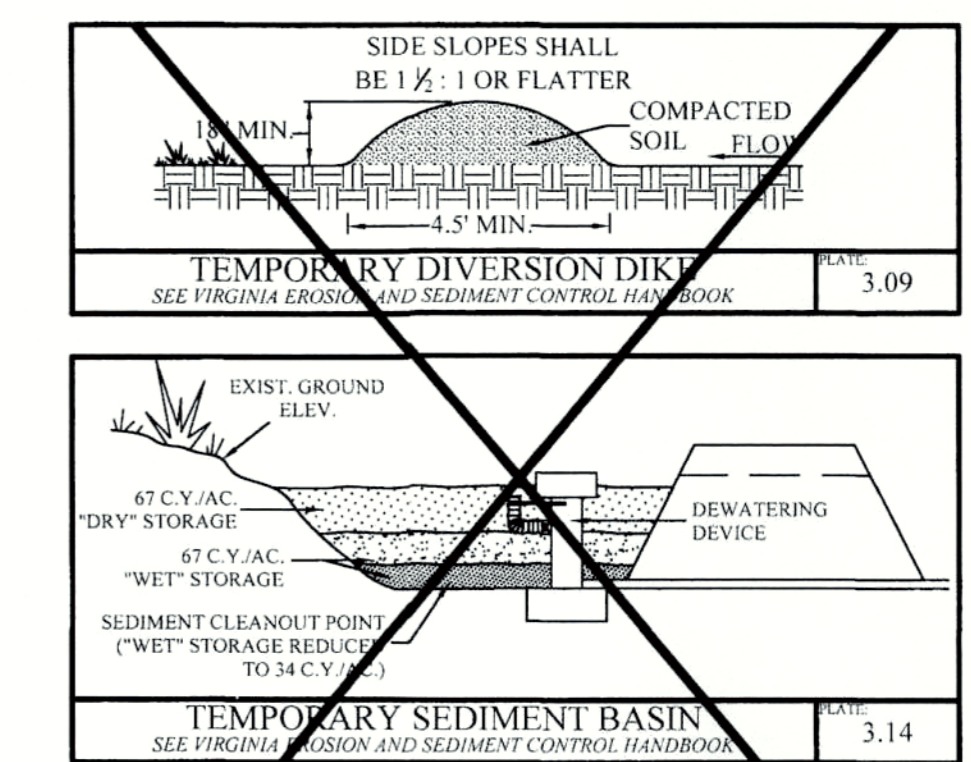 SIDE SLOPES SHALL
BE 1 ½ : 1 OR FLATTER
18" MIN.
COMPACTED
SOIL
FLOW
4.5' MIN.
TEMPORARY DIVERSION DIKE
SEE VIRGINIA EROSION AND SEDIMENT CONTROL HANDBOOK
PLATE:
3.09
EXIST. GROUND
ELEV.
67 C.Y./AC.
"DRY" STORAGE
67 C.Y./AC.
"WET" STORAGE
DEWATERING
DEVICE
SEDIMENT CLEANOUT POINT
("WET" STORAGE REDUCED
TO 34 C.Y./AC.)
TEMPORARY SEDIMENT BASIN
SEE VIRGINIA EROSION AND SEDIMENT CONTROL HANDBOOK
PLATE:
3.14